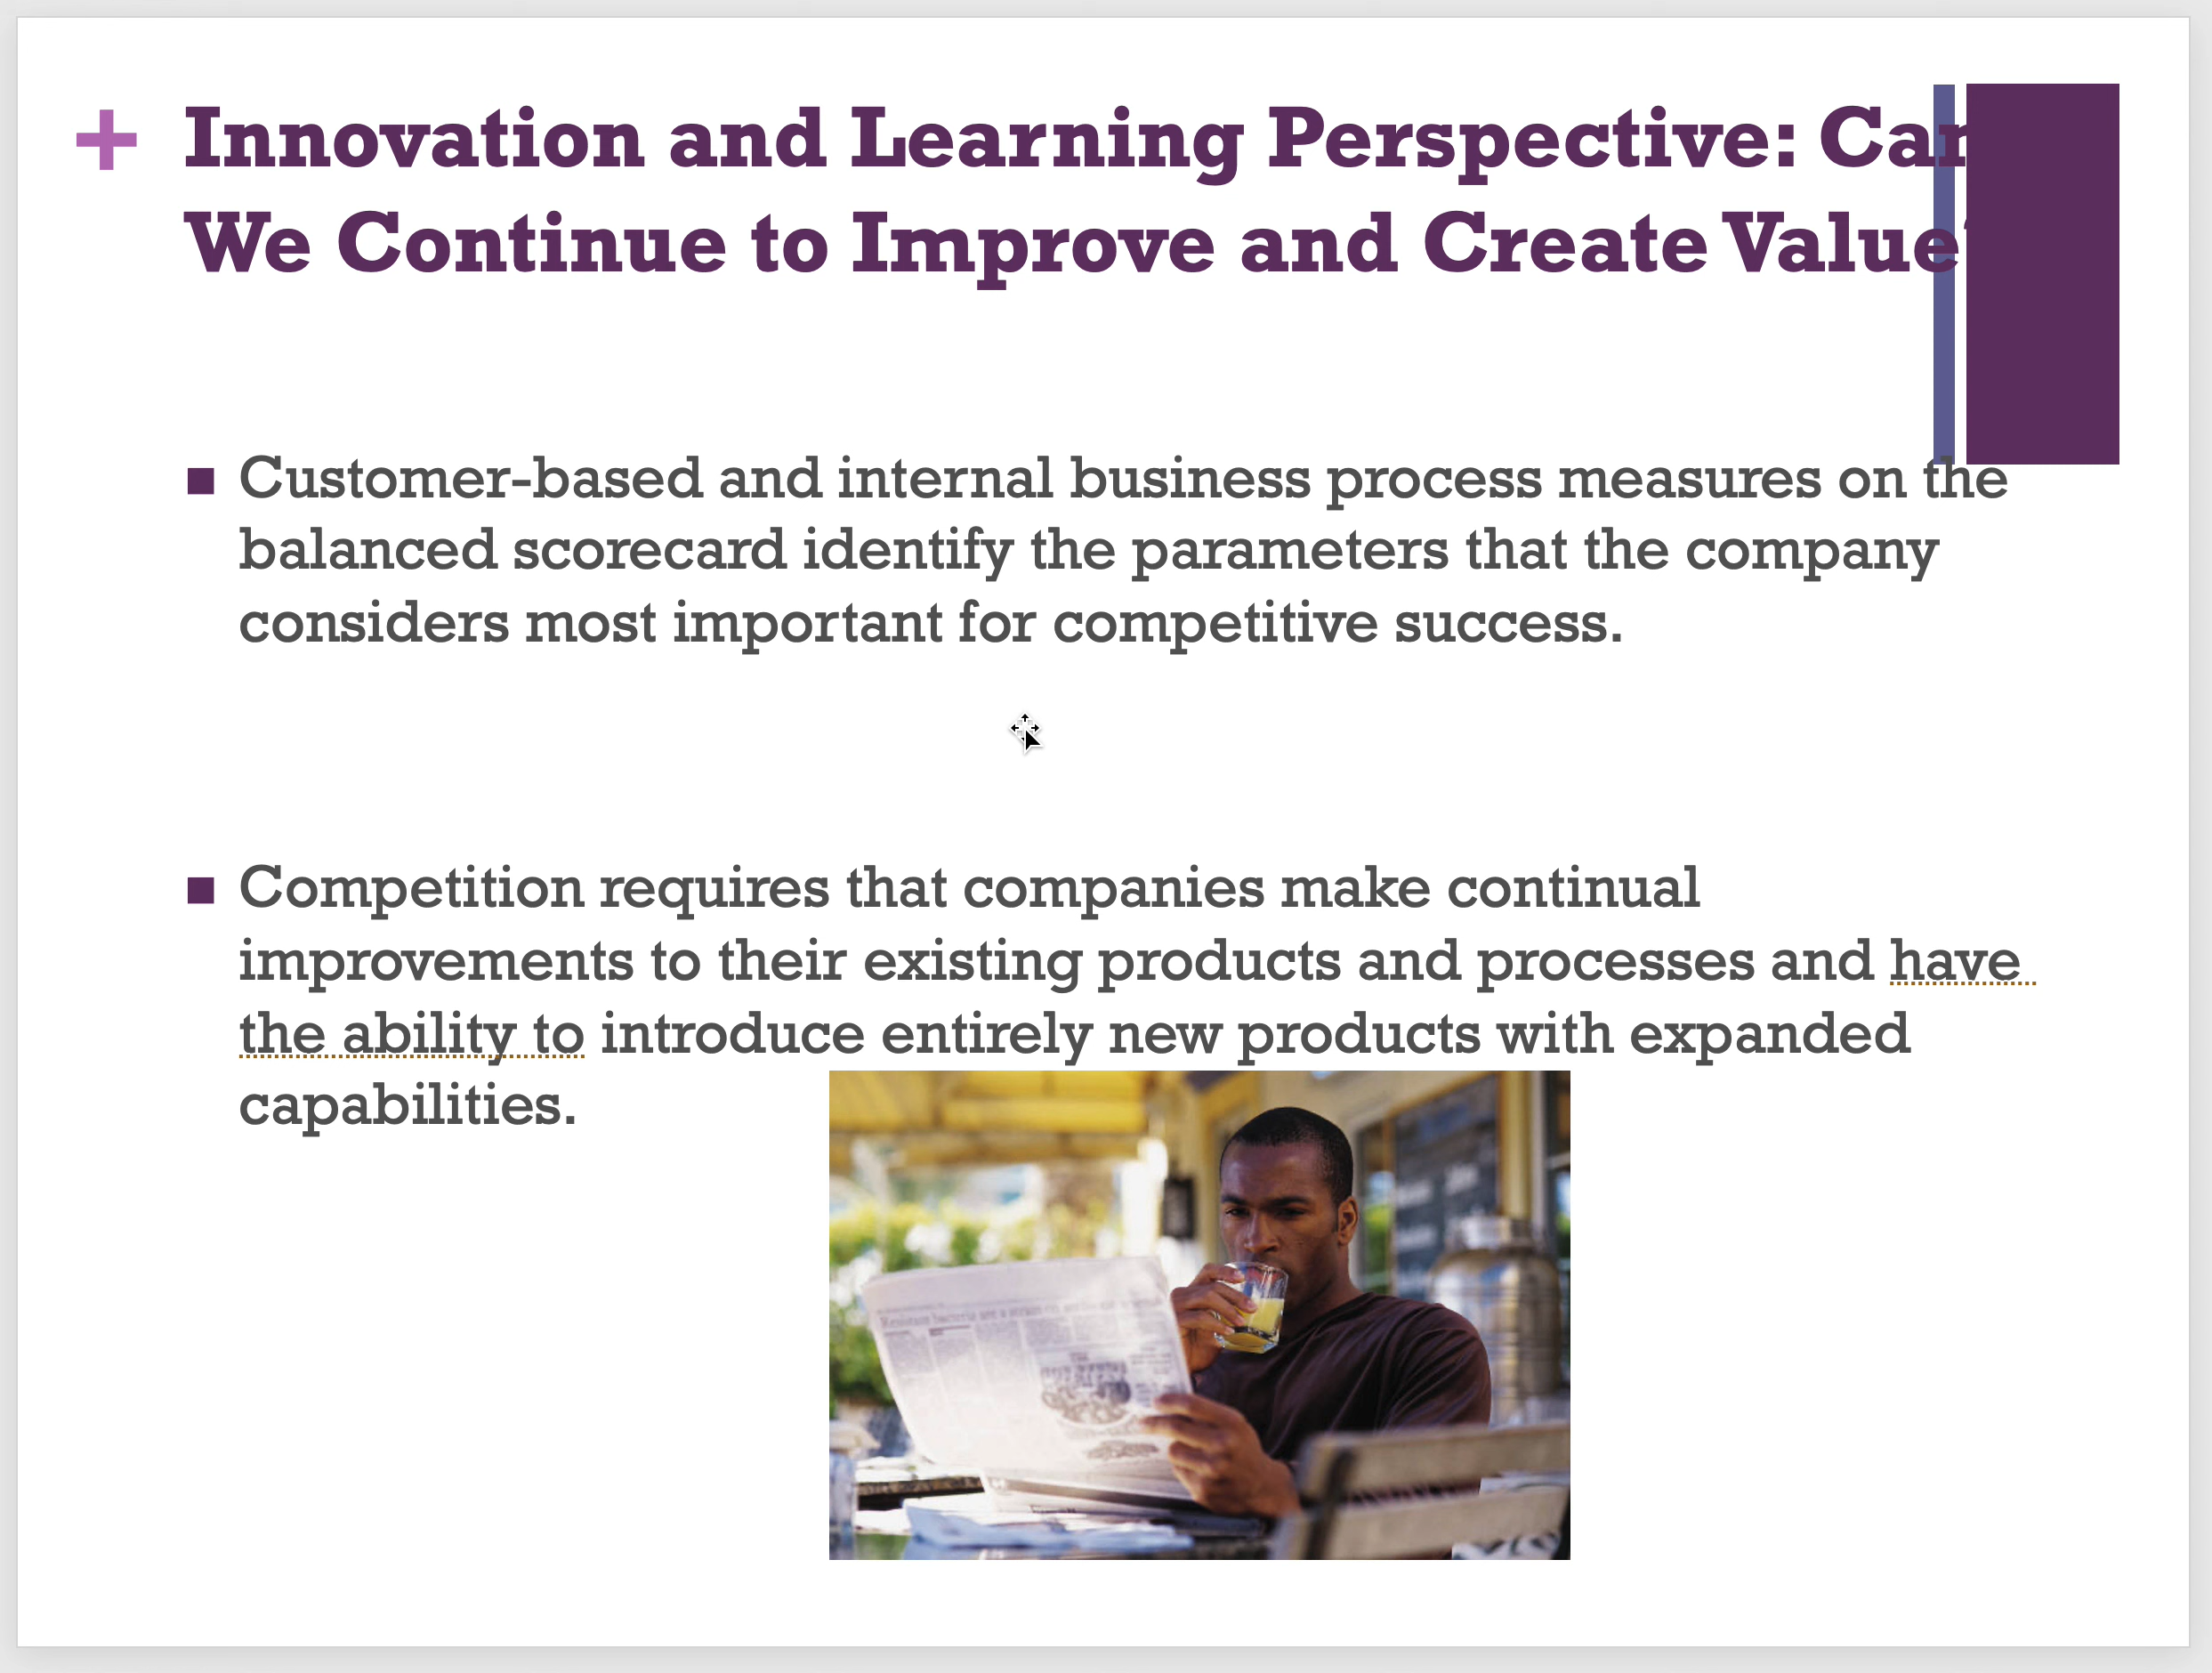 Innovation and Learning Perspective: Can
We Continue to Improve and Create Value
Customer-based and internal business process measures on the
balanced scorecard identify the parameters that the company
considers most important for competitive success.
Competition requires that companies make continual
improvements to their existing products and processes and have
the ability to introduce entirely new products with expanded
capabilities.